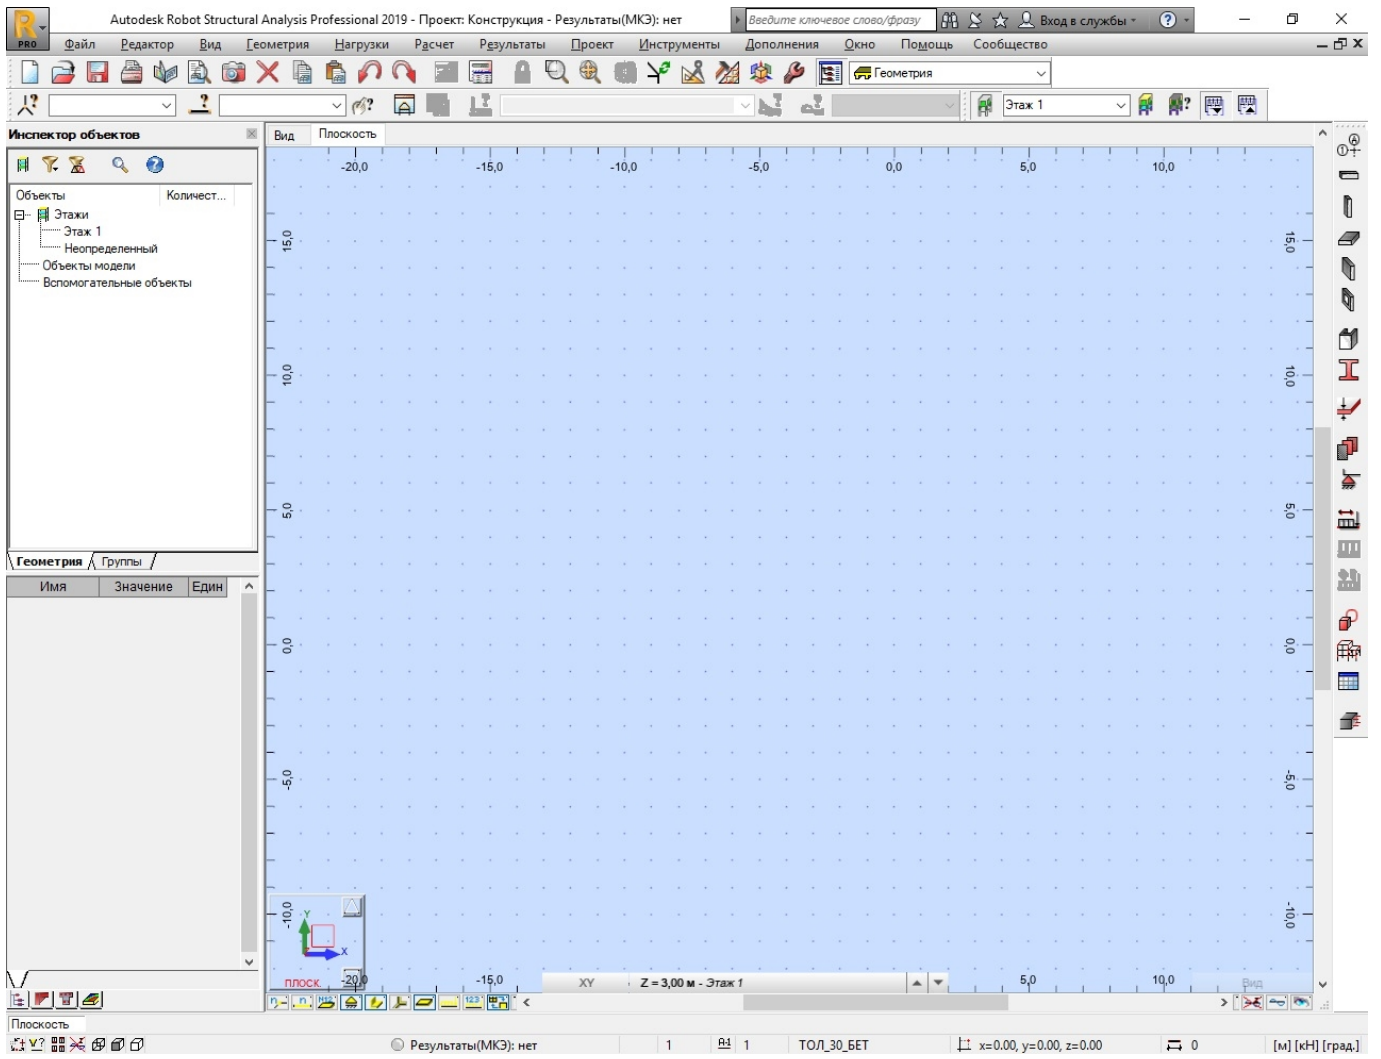 Autodesk Robot Structural Analysis Professional 2019 - Проект: Конструкция - Результаты(МКЭ): нет
Введите ключевое слово/фразу
Вход в службы
PRO
Файл Редактор Вид Геометрия Нагрузки Расчет Результаты Проект Инструменты Дополнения Окно Помощь Сообщество
Геометрия
Этаж 1
Инспектор объектов
Вид Плоскость
Объекты Количест...
Этажи
Этаж 1
Неопределенный
Объекты модели
Вспомогательные объекты
Геометрия Группы
Имя Значение Един
-20,0 -15,0 -10,0 -5,0 0,0 5,0 10,0
15,0 15,0
10,0 10,0
5,0 5,0
0,0 0,0
-5,0 -5,0
-10,0 -10,0
Y
X
плоск.
-20,0 -15,0
XY Z = 3,00 м - Этаж 1
5,0 10,0
Вид
Плоскость
Результаты(МКЭ): нет
1 1 ТОЛ_30_БЕТ x=0.00, y=0.00, z=0.00 0 [м] [кН] [град.]